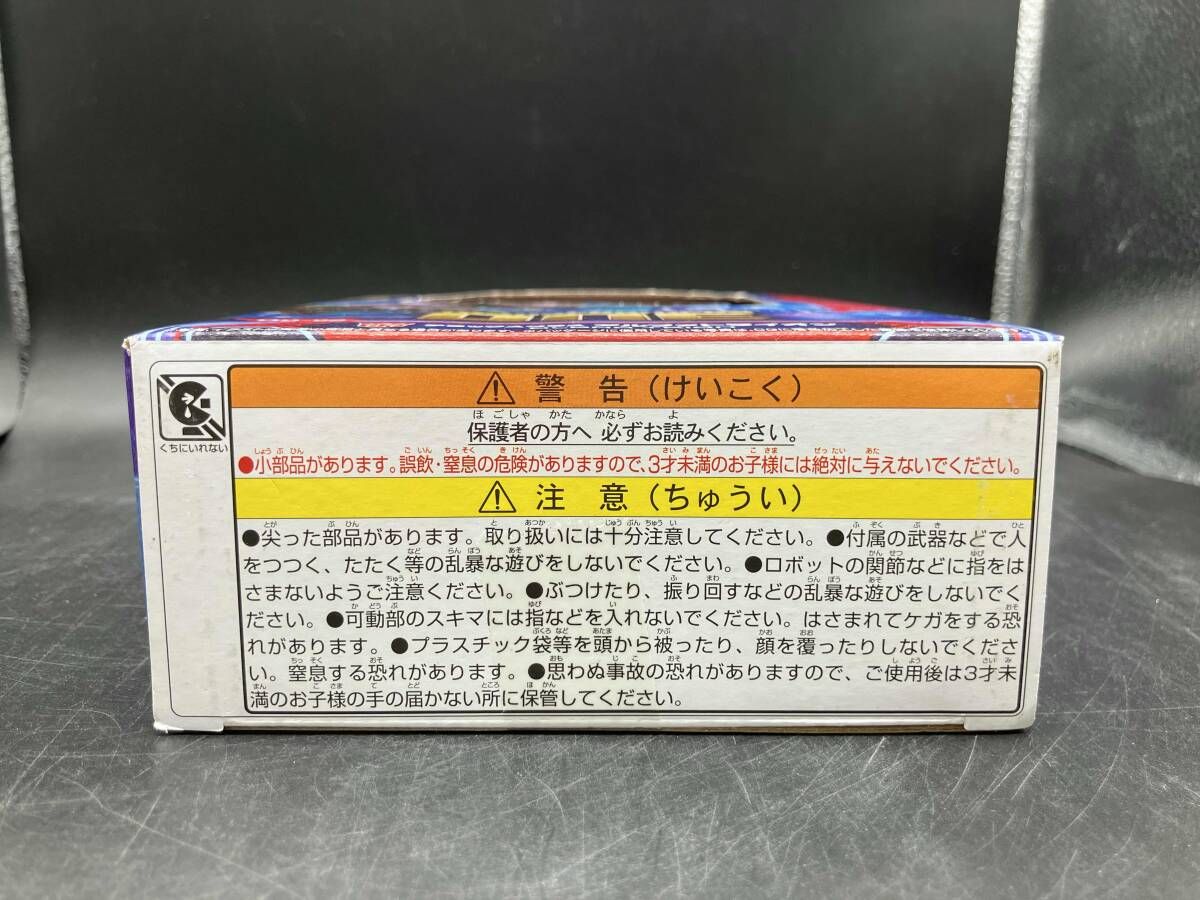 くちにいれない
⚠ 警 告（けいこく）
保護者の方へ 必ずお読みください。
●小部品があります。誤飲・窒息の危険がありますので、3才未満のお子様には絶対に与えないでください。
⚠ 注 意（ちゅうい）
●尖った部品があります。取り扱いには十分注意してください。●付属の武器などで人
をつつく、たたく等の乱暴な遊びをしないでください。●ロボットの関節などに指をは
さまないようご注意ください。●ぶつけたり、振り回すなどの乱暴な遊びをしないでく
ださい。●可動部のスキマには指などを入れないでください。はさまれてケガをする恐
れがあります。●プラスチック袋等を頭から被ったり、顔を覆ったりしないでくださ
い。窒息する恐れがあります。●思わぬ事故の恐れがありますので、ご使用後は3才未
満のお子様の手の届かない所に保管してください。